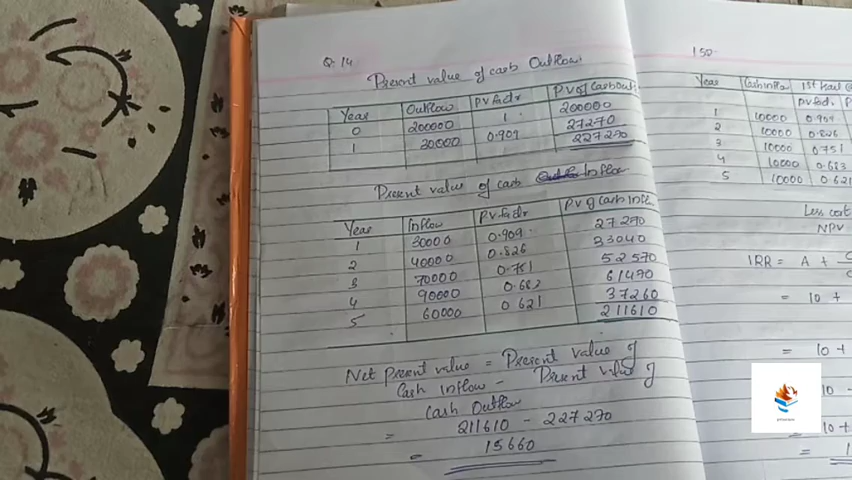 Q. 14
Present value of cash Outflow
Year Outflow PV factr PV of Cash Out
0 200000 1 200000
1 30000 0.909 27270
227270
Present value of cash Inflow
Year Inflow PV factr PV of Cash Infl
1 30000 0.909 27270
2 40000 0.826 33040
3 70000 0.751 52570
4 90000 0.683 61470
5 60000 0.621 37260
211610
Net Present value = Present value of
Cash Inflow - Present value of
Cash Outflow
= 211610 - 227270
= 15660
150
Year Cash Inflow 1st
PV fact. P
1 10000 0.909
2 10000 0.826
3 10000 0.751
4 10000 0.683
5 10000 0.621
Less cost
NPV
IRR = A + C
= 10 +
= 10 +
10
= 10 +
= 1